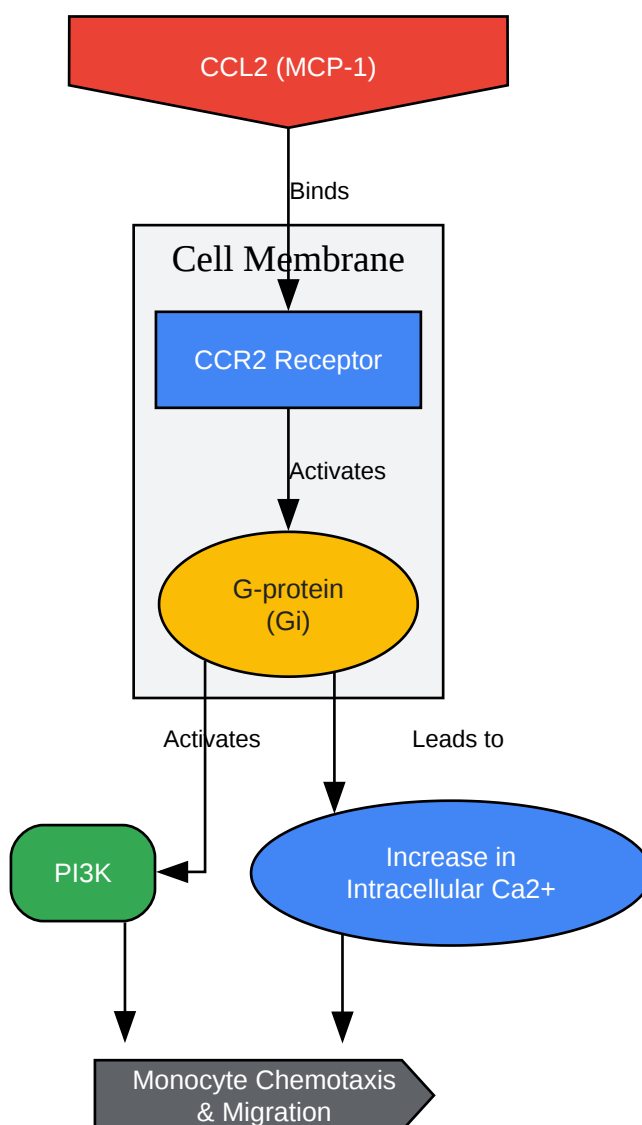 CCL2 (MCP-1)
Binds
Cell Membrane
CCR2 Receptor
Activates
G-protein
(Gi)
Activates
Leads to
PI3K
Increase in
Intracellular Ca2+
Monocyte Chemotaxis
& Migration